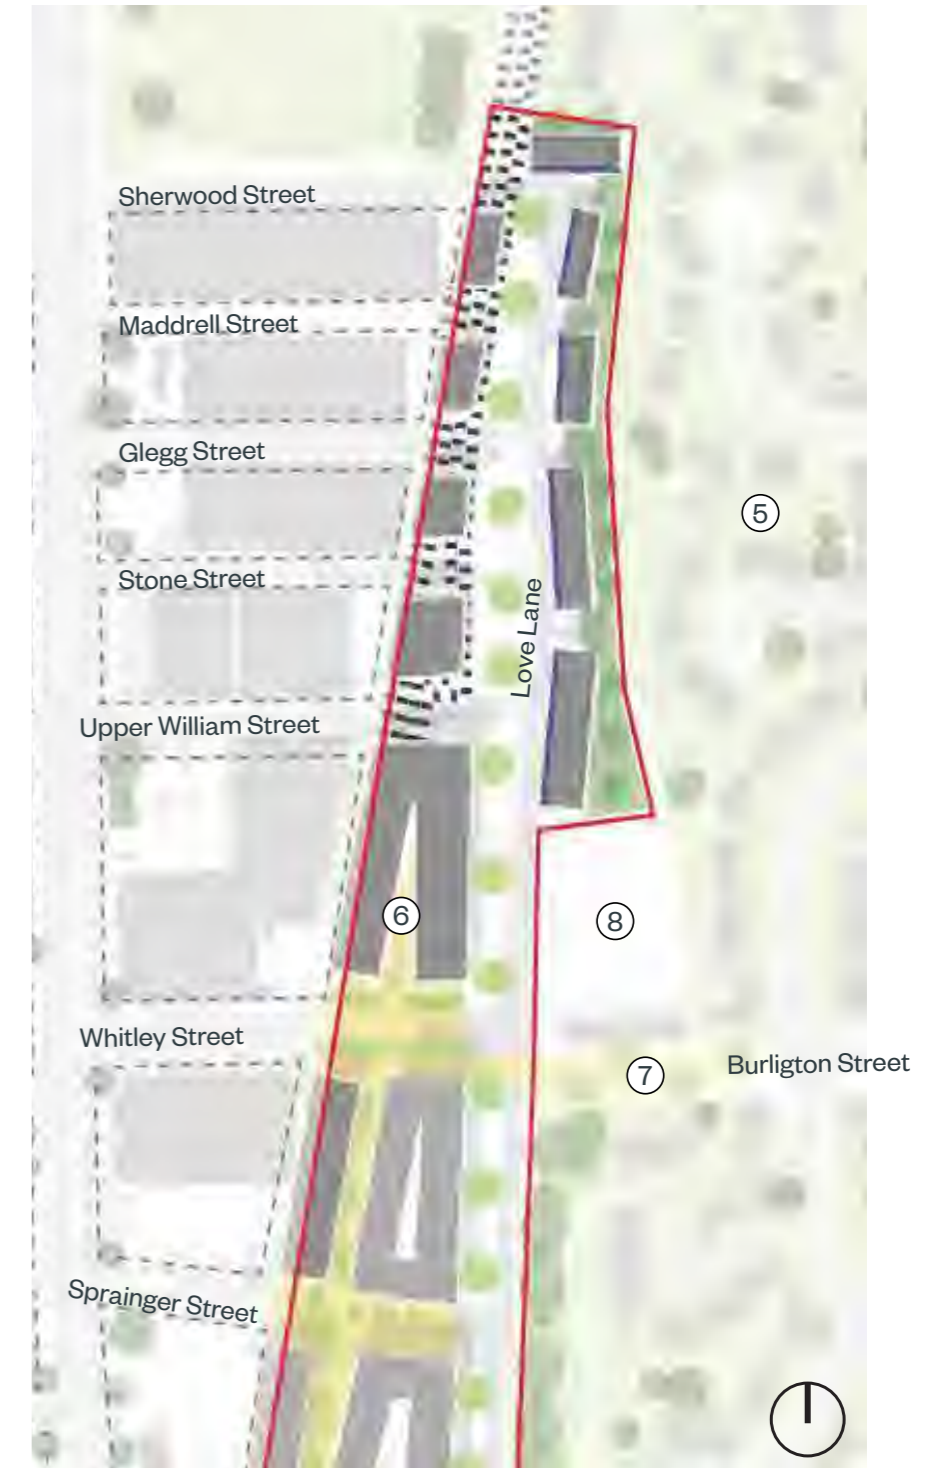 Sherwood Street
Maddrell Street
Glegg Street
5
Stone Street
Love Lane
Upper William Street
6
8
Whitley Street
7
Burligton Street
Sprainger Street